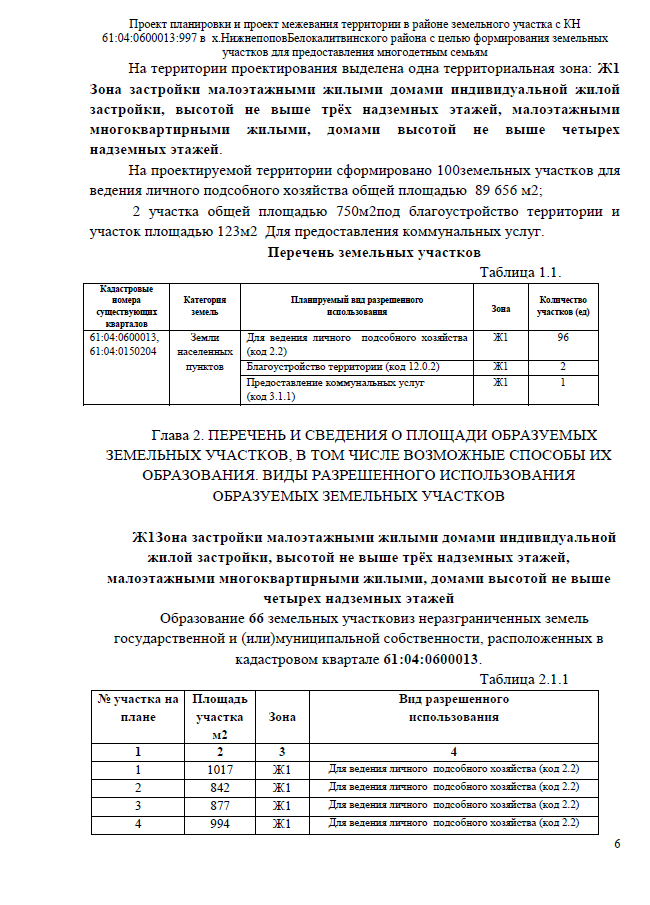 Проект планировки и проект межевания территории в районе земельного участка с КН
61:04:0600013:997 в х.НижнепоповБелокалитвинского района с целью формирования земельных
участков для предоставления многодетным семьям
На территории проектирования выделена одна территориальная зона: Ж1
Зона застройки малоэтажными жилыми домами индивидуальной жилой
застройки, высотой не выше трёх надземных этажей, малоэтажными
многоквартирными жилыми, домами высотой не выше четырех
надземных этажей.
На проектируемой территории сформировано 100земельных участков для
ведения личного подсобного хозяйства общей площадью 89 656 м2;
2 участка общей площадью 750м2под благоустройство территории и
участок площадью 123м2 Для предоставления коммунальных услуг.
Перечень земельных участков
Таблица 1.1.
Кадастровые номера существующих кварталов Категория земель Планируемый вид разрешенного использования Зона Количество участков (ед)
61:04:0600013, 61:04:0150204 Земли населенных пунктов Для ведения личного подсобного хозяйства (код 2.2) Ж1 96
Благоустройство территории (код 12.0.2) Ж1 2
Предоставление коммунальных услуг (код 3.1.1) Ж1 1
Глава 2. ПЕРЕЧЕНЬ И СВЕДЕНИЯ О ПЛОЩАДИ ОБРАЗУЕМЫХ
ЗЕМЕЛЬНЫХ УЧАСТКОВ, В ТОМ ЧИСЛЕ ВОЗМОЖНЫЕ СПОСОБЫ ИХ
ОБРАЗОВАНИЯ. ВИДЫ РАЗРЕШЕННОГО ИСПОЛЬЗОВАНИЯ
ОБРАЗУЕМЫХ ЗЕМЕЛЬНЫХ УЧАСТКОВ
Ж1Зона застройки малоэтажными жилыми домами индивидуальной
жилой застройки, высотой не выше трёх надземных этажей,
малоэтажными многоквартирными жилыми, домами высотой не выше
четырех надземных этажей
Образование 66 земельных участковиз неразграниченных земель
государственной и (или)муниципальной собственности, расположенных в
кадастровом квартале 61:04:0600013.
Таблица 2.1.1
№ участка на плане Площадь участка м2 Зона Вид разрешенного использования
1 2 3 4
1 1017 Ж1 Для ведения личного подсобного хозяйства (код 2.2)
2 842 Ж1 Для ведения личного подсобного хозяйства (код 2.2)
3 877 Ж1 Для ведения личного подсобного хозяйства (код 2.2)
4 994 Ж1 Для ведения личного подсобного хозяйства (код 2.2)
6